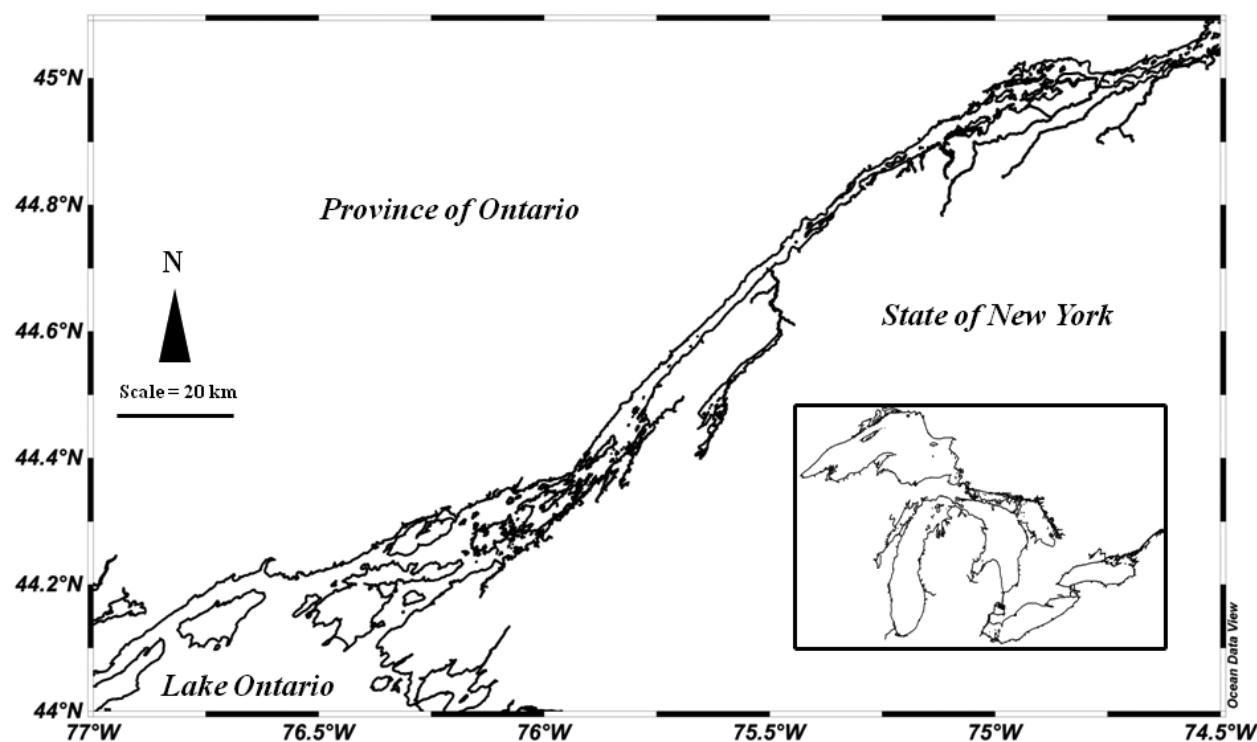 45°N
44.8°N
Province of Ontario
N
44.6°N
State of New York
Scale = 20 km
44.4°N
44.2°N
Lake Ontario
44°N
77°W 76.5°W 76°W 75.5°W 75°W 74.5°W
Ocean Data View